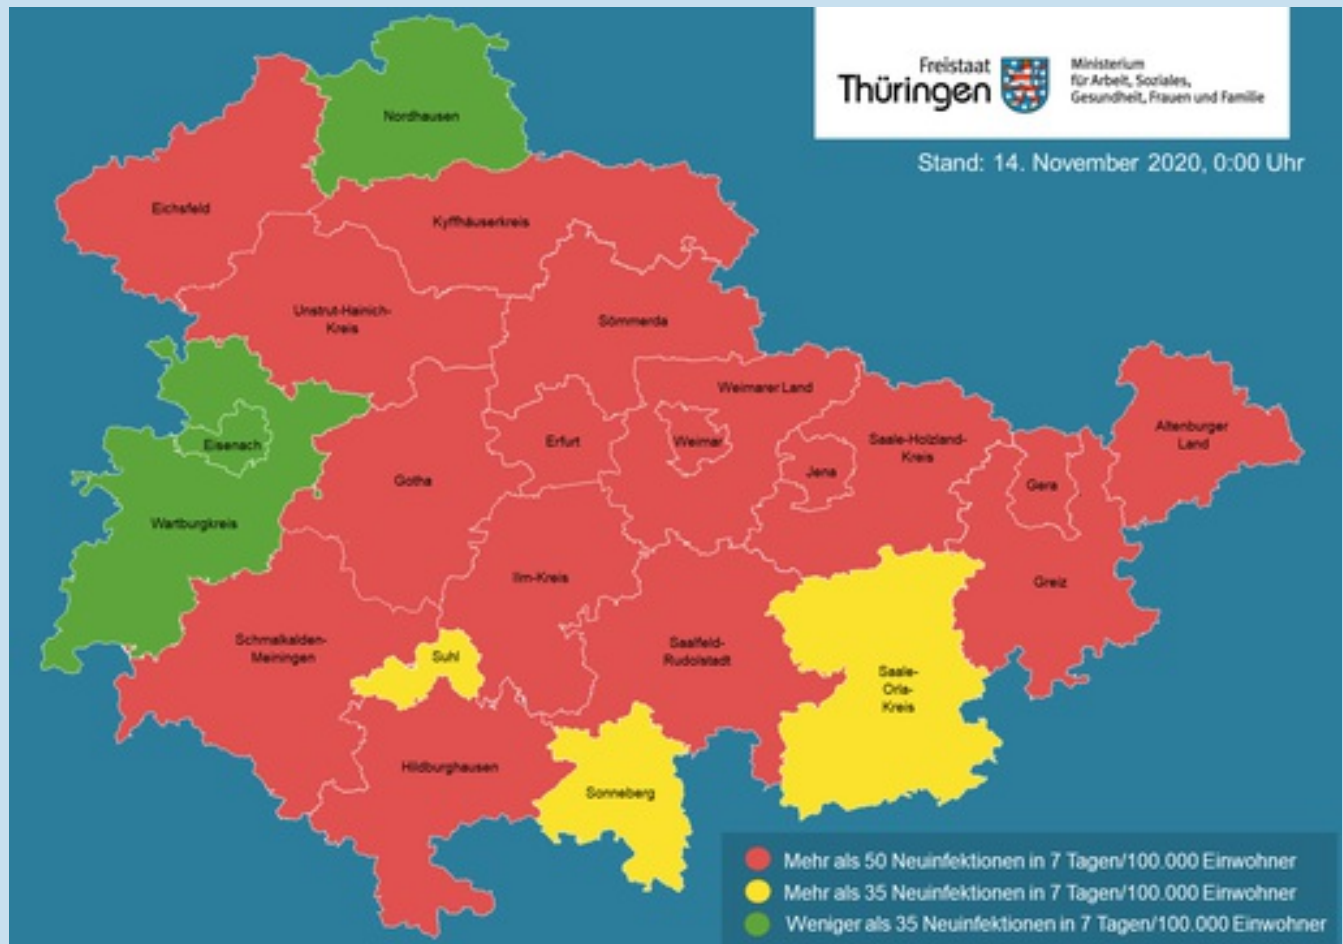 Freistaat
Thüringen
Ministerium
für Arbeit, Soziales,
Gesundheit, Frauen und Familie
Stand: 14. November 2020, 0:00 Uhr
Nordhausen
Eichsfeld
Kyffhäuserkreis
Unstrut-Hainich-
Kreis
Sömmerda
Weimarer Land
Eisenach
Erfurt
Weimar
Saale-Holzland-
Kreis
Altenburger
Land
Jena
Gotha
Gera
Wartburgkreis
Ilm-Kreis
Greiz
Schmalkalden-
Meiningen
Suhl
Saalfeld-
Rudolstadt
Saale-
Orla-
Kreis
Hildburghausen
Sonneberg
Mehr als 50 Neuinfektionen in 7 Tagen/100.000 Einwohner
Mehr als 35 Neuinfektionen in 7 Tagen/100.000 Einwohner
Weniger als 35 Neuinfektionen in 7 Tagen/100.000 Einwohner